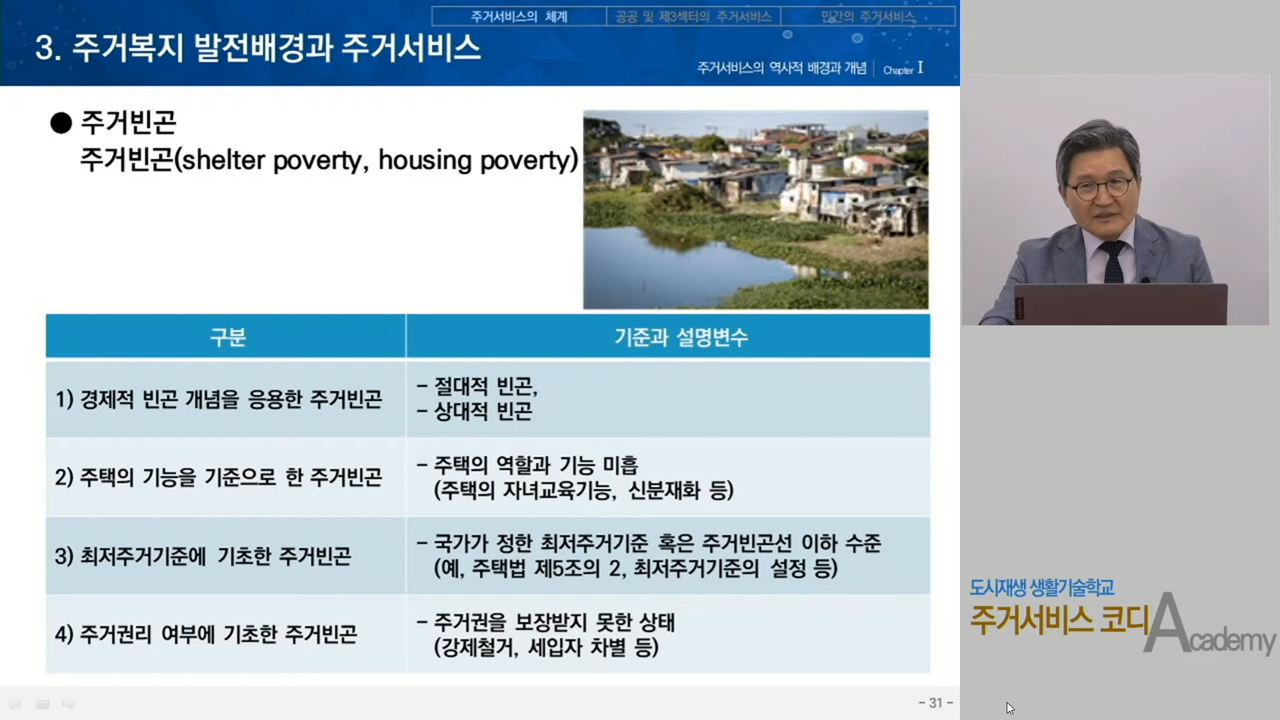 주거서비스의 체계
공공 및 제3섹터의 주거서비스
민간의 주거서비스
3. 주거복지 발전배경과 주거서비스
주거서비스의 역사적 배경과 개념
Chapter I
● 주거빈곤
주거빈곤(shelter poverty, housing poverty)
구분
기준과 설명변수
1) 경제적 빈곤 개념을 응용한 주거빈곤
- 절대적 빈곤,
- 상대적 빈곤
2) 주택의 기능을 기준으로 한 주거빈곤
- 주택의 역할과 기능 미흡
(주택의 자녀교육기능, 신분재화 등)
3) 최저주거기준에 기초한 주거빈곤
- 국가가 정한 최저주거기준 혹은 주거빈곤선 이하 수준
(예, 주택법 제5조의 2, 최저주거기준의 설정 등)
4) 주거권리 여부에 기초한 주거빈곤
- 주거권을 보장받지 못한 상태
(강제철거, 세입자 차별 등)
- 31 -
도시재생 생활기술학교
주거서비스 코디 Academy